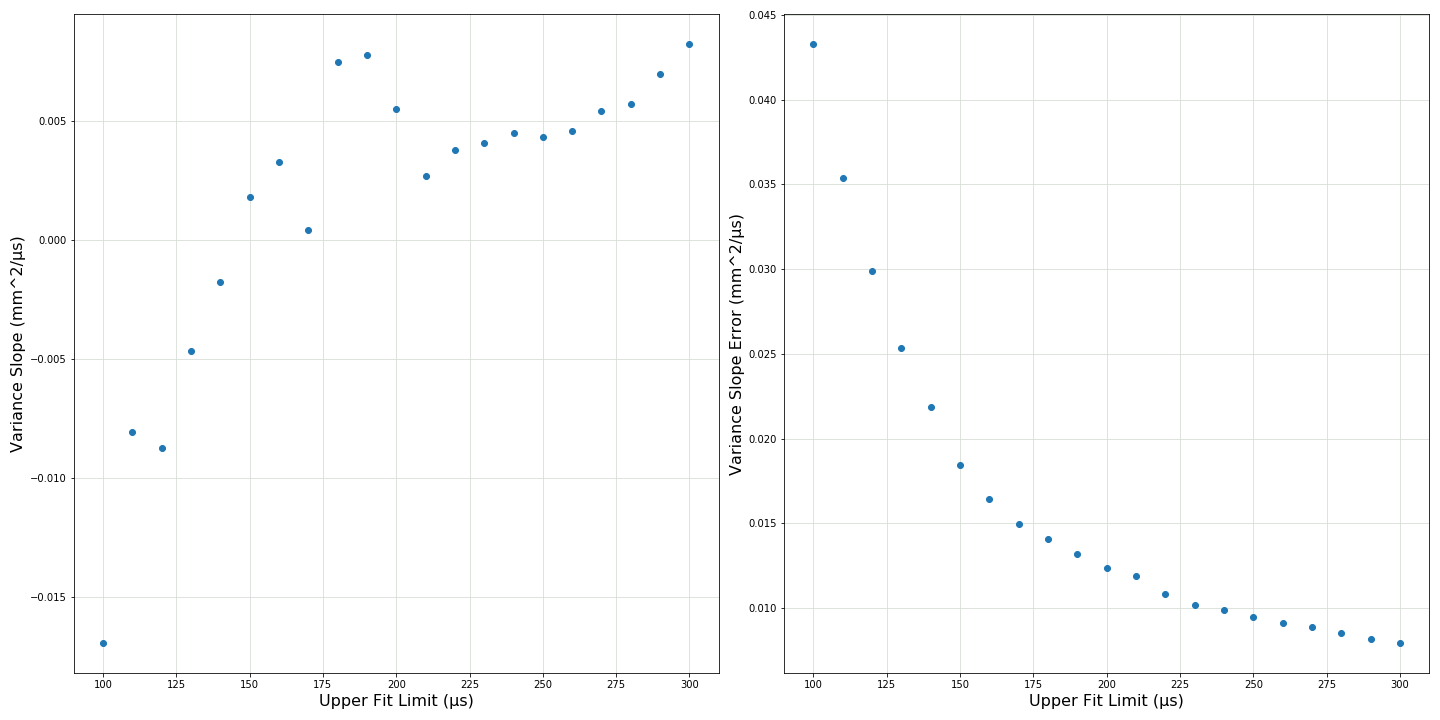 0.005
0.000
−0.005
−0.010
−0.015
Variance Slope (mm^2/μs)
100 125 150 175 200 225 250 275 300
Upper Fit Limit (μs)
0.045
0.040
0.035
0.030
0.025
0.020
0.015
0.010
Variance Slope Error (mm^2/μs)
100 125 150 175 200 225 250 275 300
Upper Fit Limit (μs)